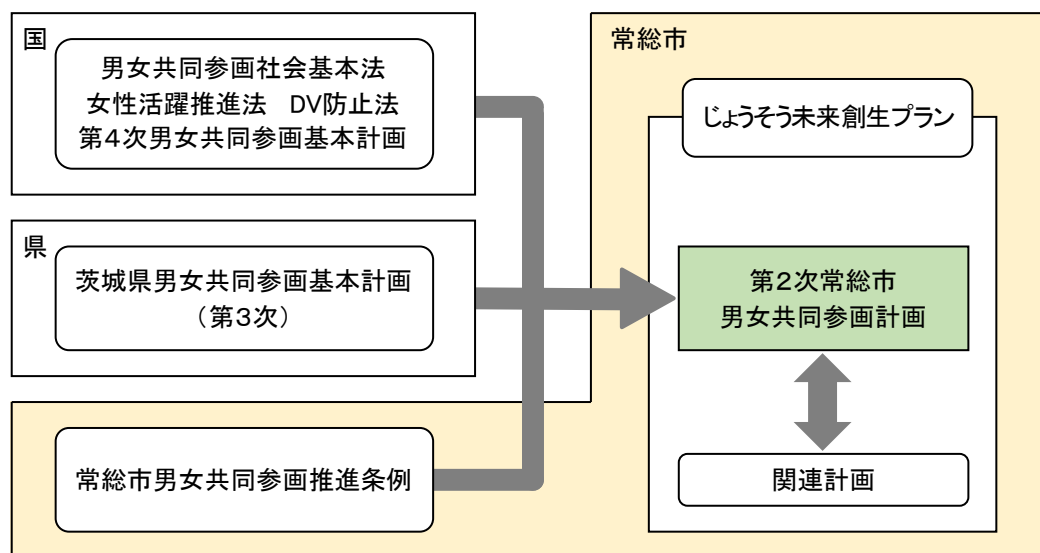 国
男女共同参画社会基本法
女性活躍推進法　DV防止法
第４次男女共同参画基本計画
県
茨城県男女共同参画基本計画
（第３次）
常総市男女共同参画推進条例
常総市
じょうそう未来創生プラン
第２次常総市
男女共同参画計画
関連計画